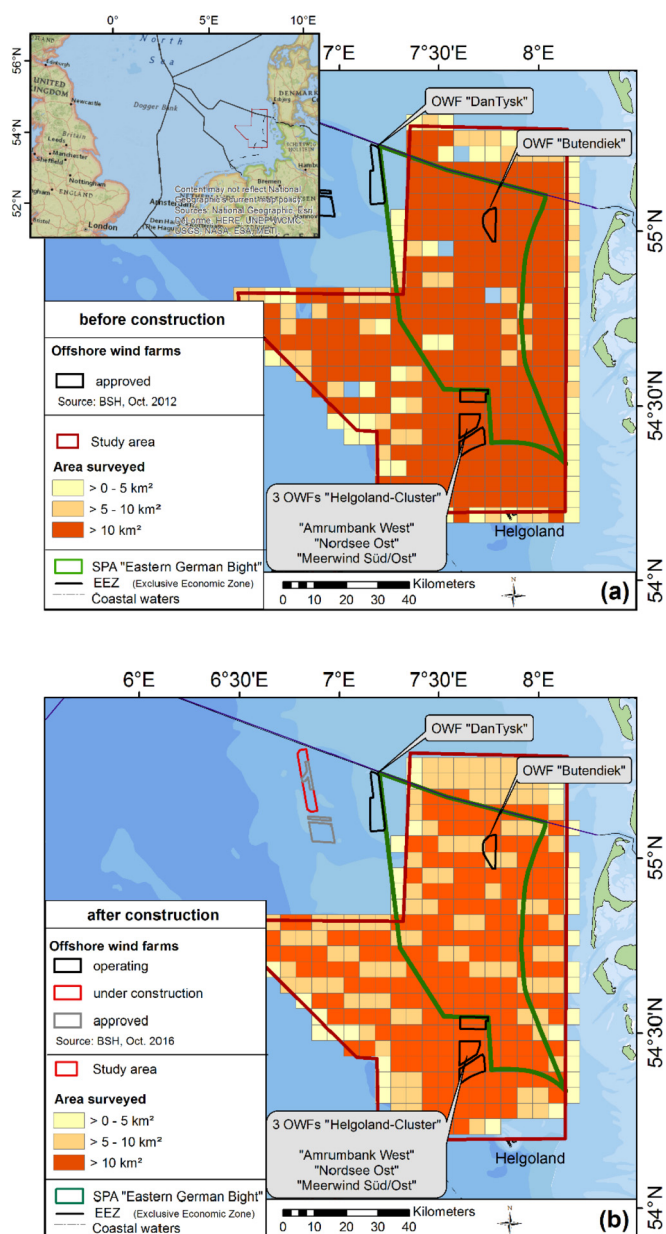 0°
5°E
10°E
7°E
7°30'E
8°E
56°N
54°N
52°N
North
Sea
Edinburgh
UNITED
KINGDOM
Newcastle
Dogger Bank
DENMARK
Esbjerg
Britain
Leeds
Manchester
Sheffield
Nottingham
Birmingham
Bristol
ENGLAND
London
Bremen
Content may not reflect National
Geographic's current map policy.
Sources: National Geographic, Esri,
DeLorme, HERE, UNEP-WCMC,
USGS, NASA, ESA, METI
OWF "DanTysk"
OWF "Butendiek"
55°N
54°30'N
54°N
before construction
Offshore wind farms
approved
Source: BSH, Oct. 2012
Study area
Area surveyed
> 0 - 5 km²
> 5 - 10 km²
> 10 km²
SPA "Eastern German Bight"
EEZ (Exclusive Economic Zone)
Coastal waters
3 OWFs "Helgoland-Cluster"
"Amrumbank West"
"Nordsee Ost"
"Meerwind Süd/Ost"
Helgoland
Kilometers
0 5 10 20 30 40
N
(a)
6°E
6°30'E
7°E
7°30'E
8°E
OWF "DanTysk"
OWF "Butendiek"
55°N
54°30'N
54°N
after construction
Offshore wind farms
operating
under construction
approved
Source: BSH, Oct. 2016
Study area
Area surveyed
> 0 - 5 km²
> 5 - 10 km²
> 10 km²
SPA "Eastern German Bight"
EEZ (Exclusive Economic Zone)
Coastal waters
3 OWFs "Helgoland-Cluster"
"Amrumbank West"
"Nordsee Ost"
"Meerwind Süd/Ost"
Helgoland
Kilometers
0 5 10 20 30 40
N
(b)